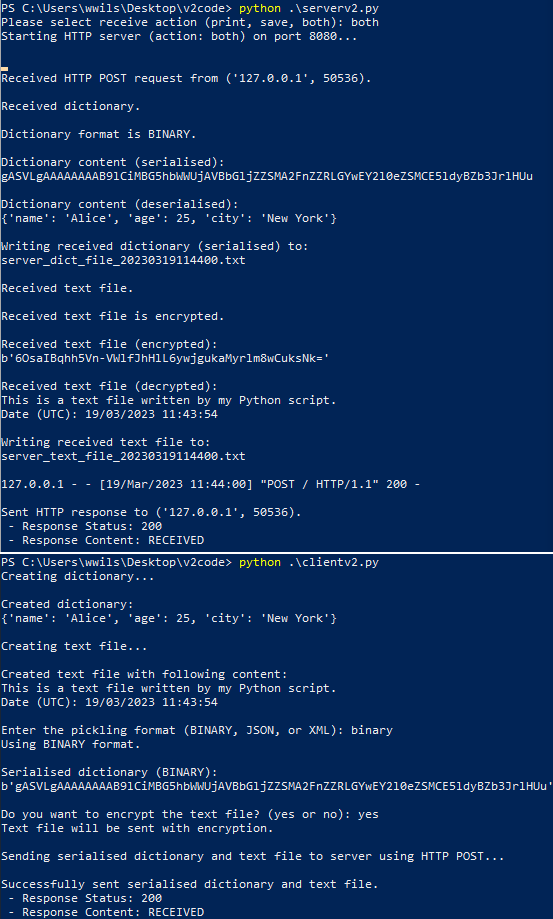 PS C:\Users\wwils\Desktop\v2code> python .\serverv2.py
Please select receive action (print, save, both): both
Starting HTTP server (action: both) on port 8080...
Received HTTP POST request from ('127.0.0.1', 50536).
Received dictionary.
Dictionary format is BINARY.
Dictionary content (serialised):
gASVLgAAAAAAAAB9lCiMBG5hbWWUjAVBbGljZZSMA2FnZZRLGYwEY2l0eZSMCE5ldyBZb3JrlHUu
Dictionary content (deserialised):
{'name': 'Alice', 'age': 25, 'city': 'New York'}
Writing received dictionary (serialised) to:
server_dict_file_20230319114400.txt
Received text file.
Received text file is encrypted.
Received text file (encrypted):
b'6OsaIBqhh5Vn-VWlfJhHlL6ywjgukaMyrlm8wCuksNk='
Received text file (decrypted):
This is a text file written by my Python script.
Date (UTC): 19/03/2023 11:43:54
Writing received text file to:
server_text_file_20230319114400.txt
127.0.0.1 - - [19/Mar/2023 11:44:00] "POST / HTTP/1.1" 200 -
Sent HTTP response to ('127.0.0.1', 50536).
- Response Status: 200
- Response Content: RECEIVED
PS C:\Users\wwils\Desktop\v2code> python .\clientv2.py
Creating dictionary...
Created dictionary:
{'name': 'Alice', 'age': 25, 'city': 'New York'}
Creating text file...
Created text file with following content:
This is a text file written by my Python script.
Date (UTC): 19/03/2023 11:43:54
Enter the pickling format (BINARY, JSON, or XML): binary
Using BINARY format.
Serialised dictionary (BINARY):
b'gASVLgAAAAAAAAB9lCiMBG5hbWWUjAVBbGljZZSMA2FnZZRLGYwEY2l0eZSMCE5ldyBZb3JrlHUu'
Do you want to encrypt the text file? (yes or no): yes
Text file will be sent with encryption.
Sending serialised dictionary and text file to server using HTTP POST...
Successfully sent serialised dictionary and text file.
- Response Status: 200
- Response Content: RECEIVED